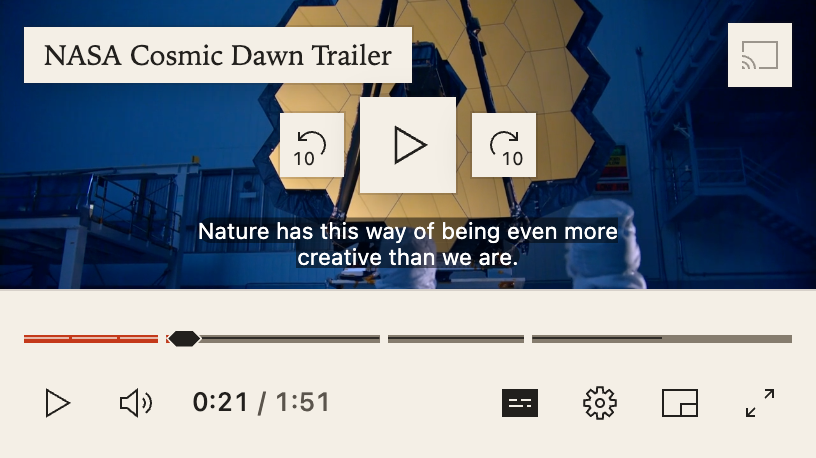 NASA Cosmic Dawn Trailer
10
10
Nature has this way of being even more
creative than we are.
0:21 / 1:51